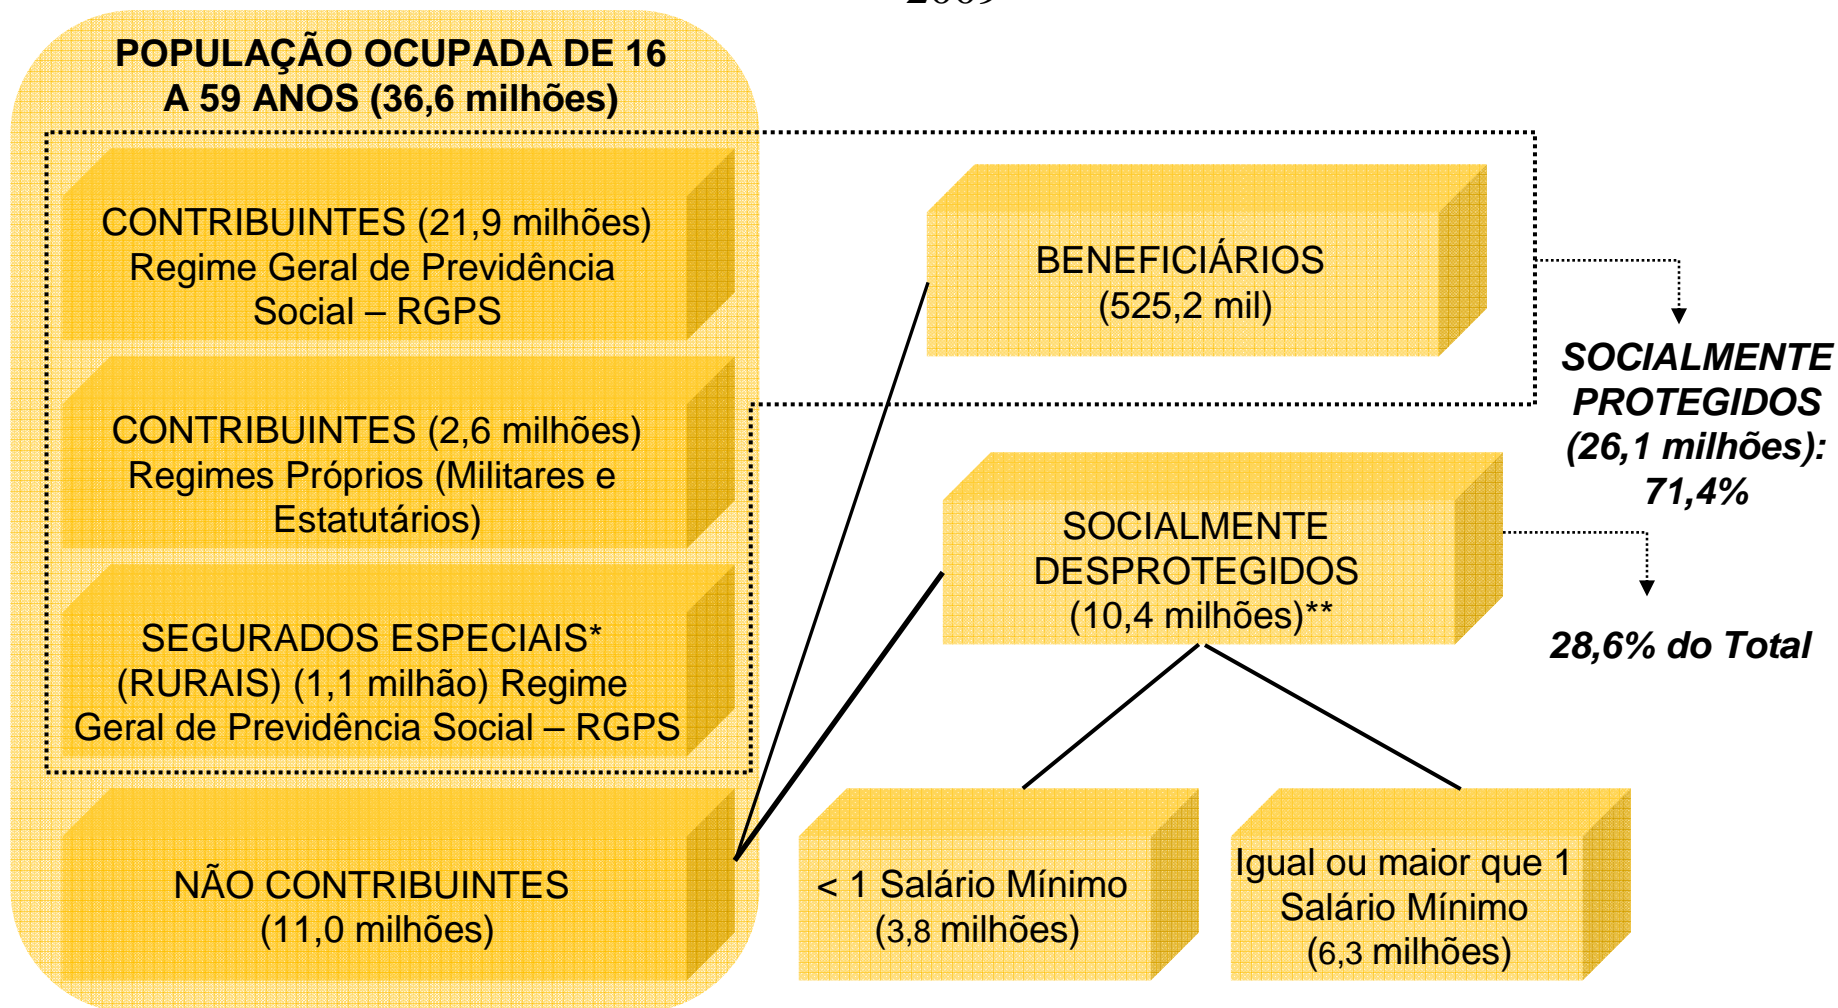 2009
POPULAÇÃO OCUPADA DE 16
A 59 ANOS (36,6 milhões)
CONTRIBUINTES (21,9 milhões)
Regime Geral de Previdência
Social – RGPS
CONTRIBUINTES (2,6 milhões)
Regimes Próprios (Militares e
Estatutários)
SEGURADOS ESPECIAIS*
(RURAIS) (1,1 milhão) Regime
Geral de Previdência Social – RGPS
NÃO CONTRIBUINTES
(11,0 milhões)
BENEFICIÁRIOS
(525,2 mil)
SOCIALMENTE
DESPROTEGIDOS
(10,4 milhões)**
< 1 Salário Mínimo
(3,8 milhões)
Igual ou maior que 1
Salário Mínimo
(6,3 milhões)
SOCIALMENTE
PROTEGIDOS
(26,1 milhões):
71,4%
28,6% do Total